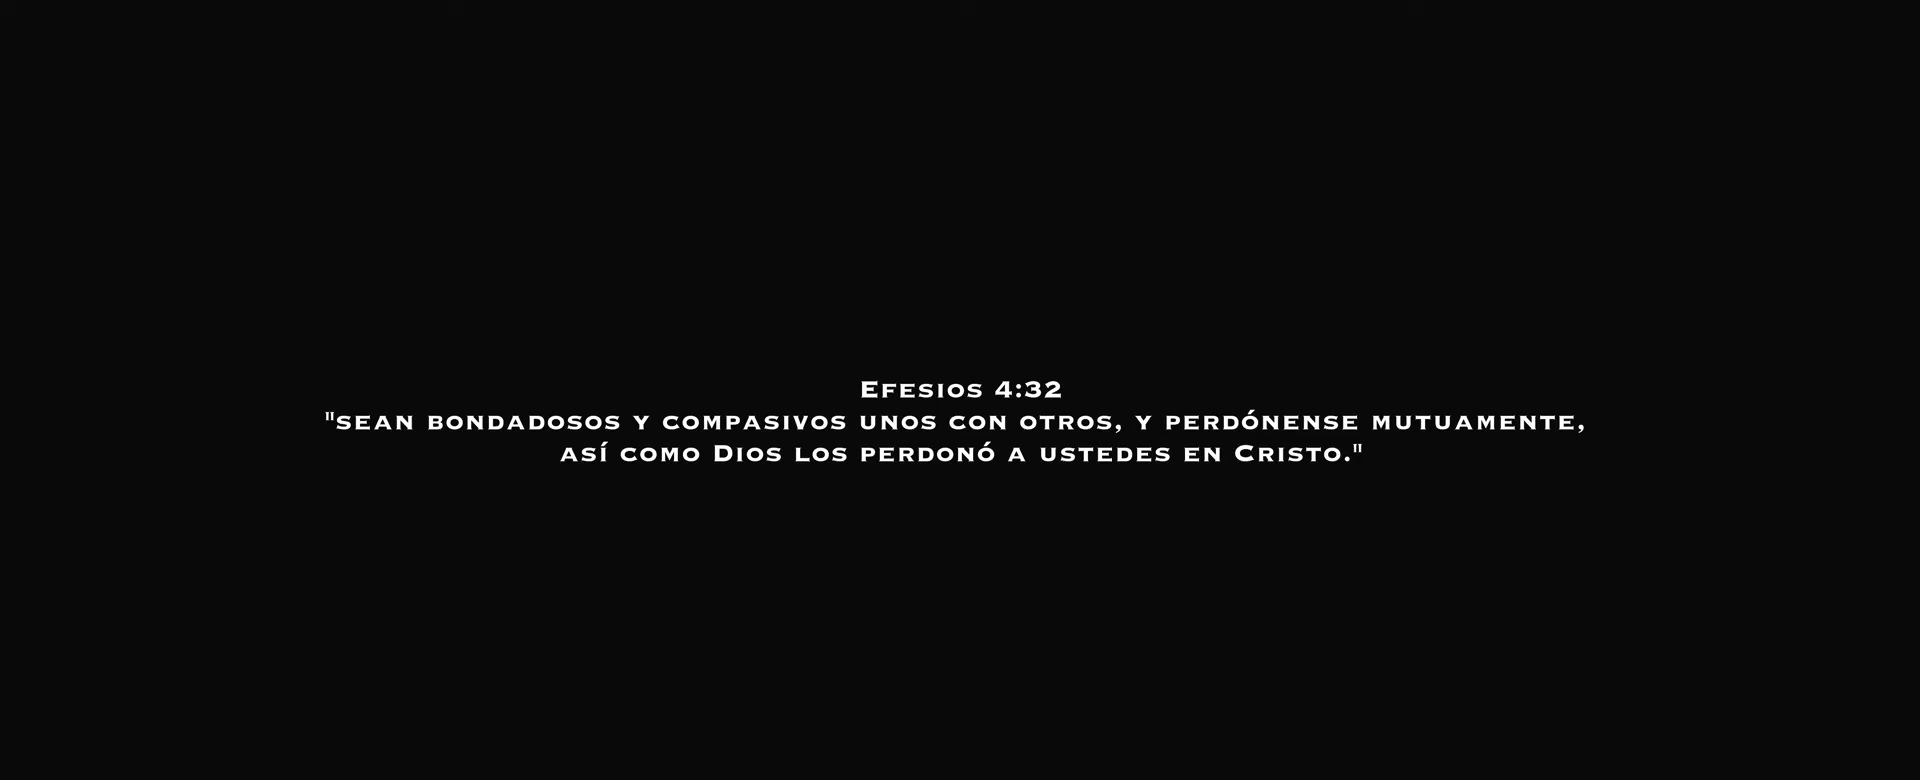 Efesios 4:32
"sean bondadosos y compasivos unos con otros, y perdónense mutuamente,
así como Dios los perdonó a ustedes en Cristo."